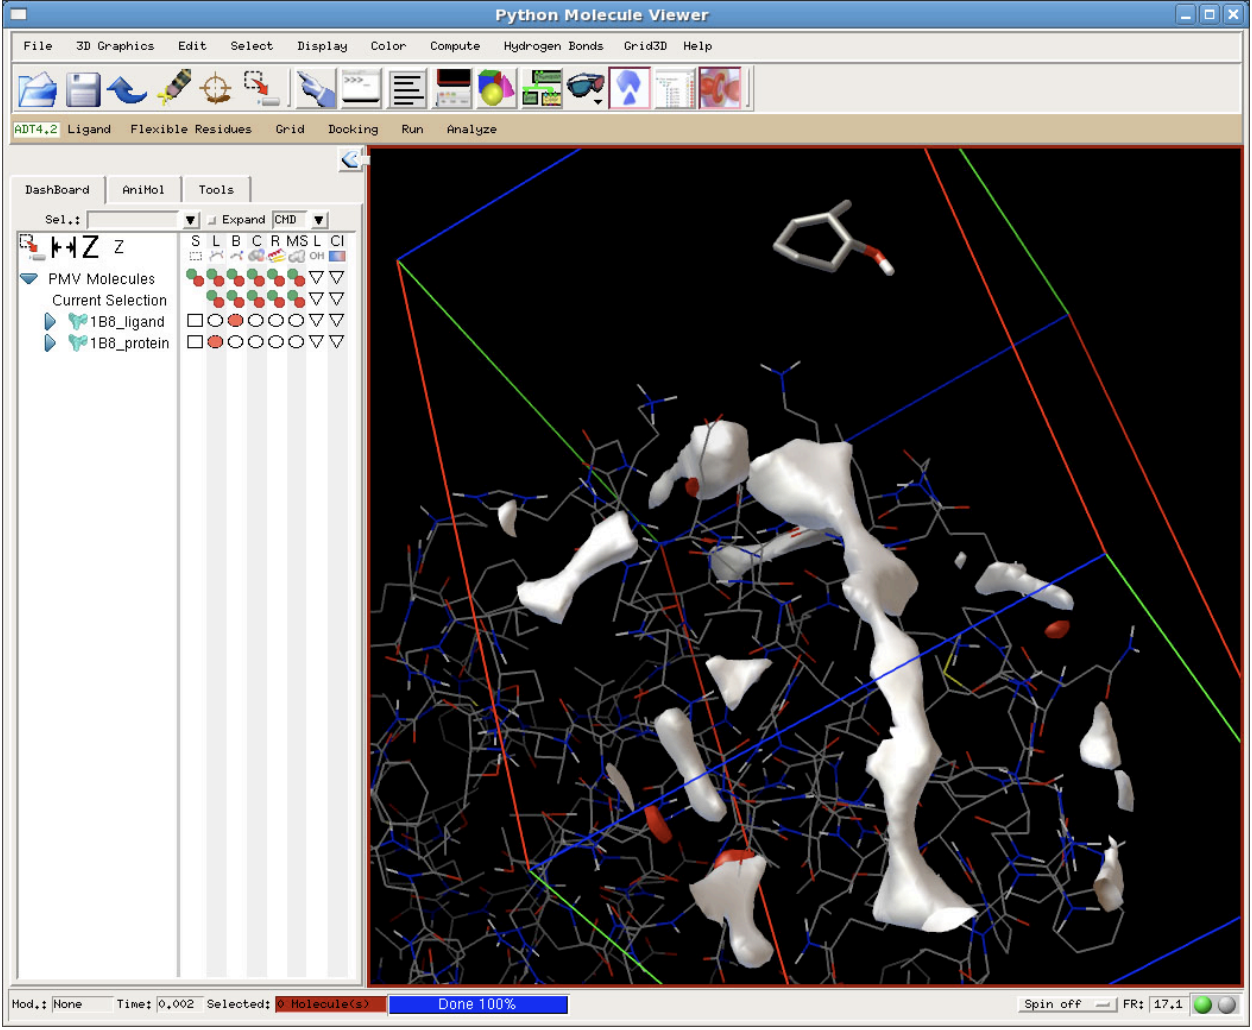 Python Molecule Viewer
File 3D Graphics Edit Select Display Color Compute Hydrogen Bonds Grid3D Help
>>>
ADT4.2 Ligand Flexible Residues Grid Docking Run Analyze
DashBoard AniMol Tools
Sel.: Expand CMD
Z Z S L B C R MS L Cl
OH
PMV Molecules
Current Selection
1B8_ligand
1B8_protein
Mod.: None Time: 0.002 Selected: 0 Molecule(s) Done 100% Spin off FR: 17.1